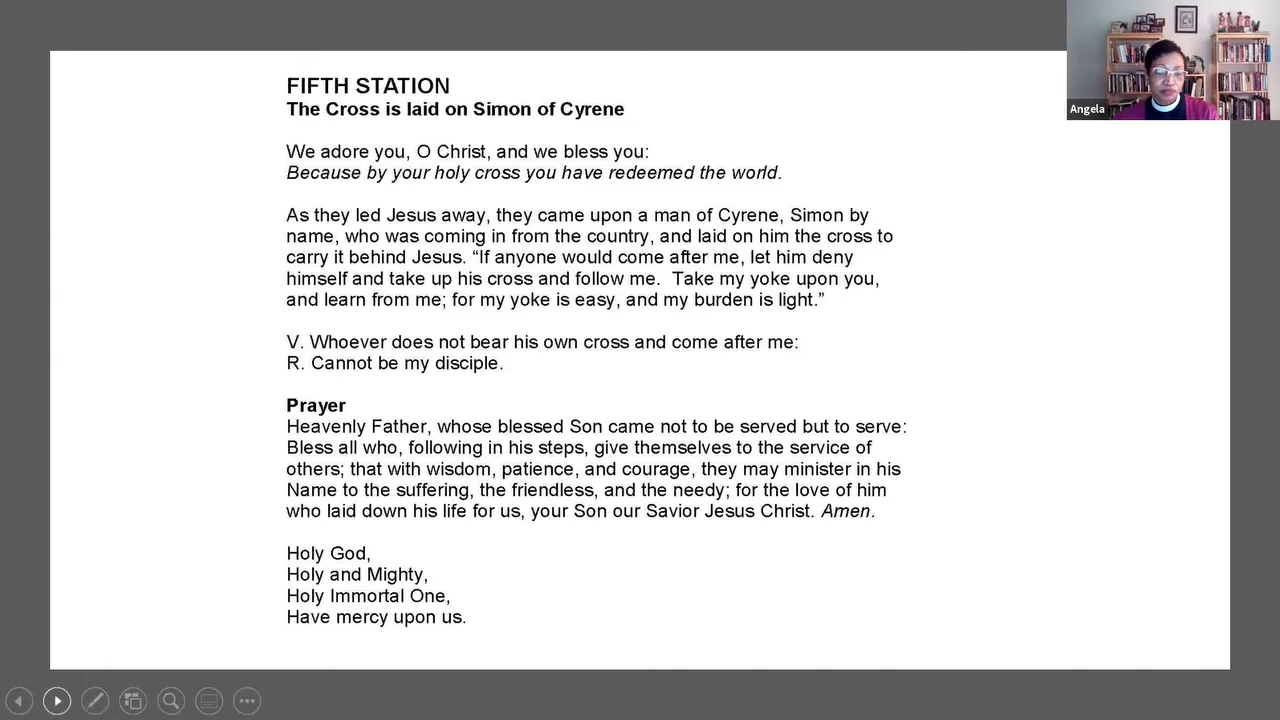 FIFTH STATION
The Cross is laid on Simon of Cyrene
We adore you, O Christ, and we bless you:
Because by your holy cross you have redeemed the world.
As they led Jesus away, they came upon a man of Cyrene, Simon by
name, who was coming in from the country, and laid on him the cross to
carry it behind Jesus. “If anyone would come after me, let him deny
himself and take up his cross and follow me.  Take my yoke upon you,
and learn from me; for my yoke is easy, and my burden is light.”
V. Whoever does not bear his own cross and come after me:
R. Cannot be my disciple.
Prayer
Heavenly Father, whose blessed Son came not to be served but to serve:
Bless all who, following in his steps, give themselves to the service of
others; that with wisdom, patience, and courage, they may minister in his
Name to the suffering, the friendless, and the needy; for the love of him
who laid down his life for us, your Son our Savior Jesus Christ. Amen.
Holy God,
Holy and Mighty,
Holy Immortal One,
Have mercy upon us.
Angela